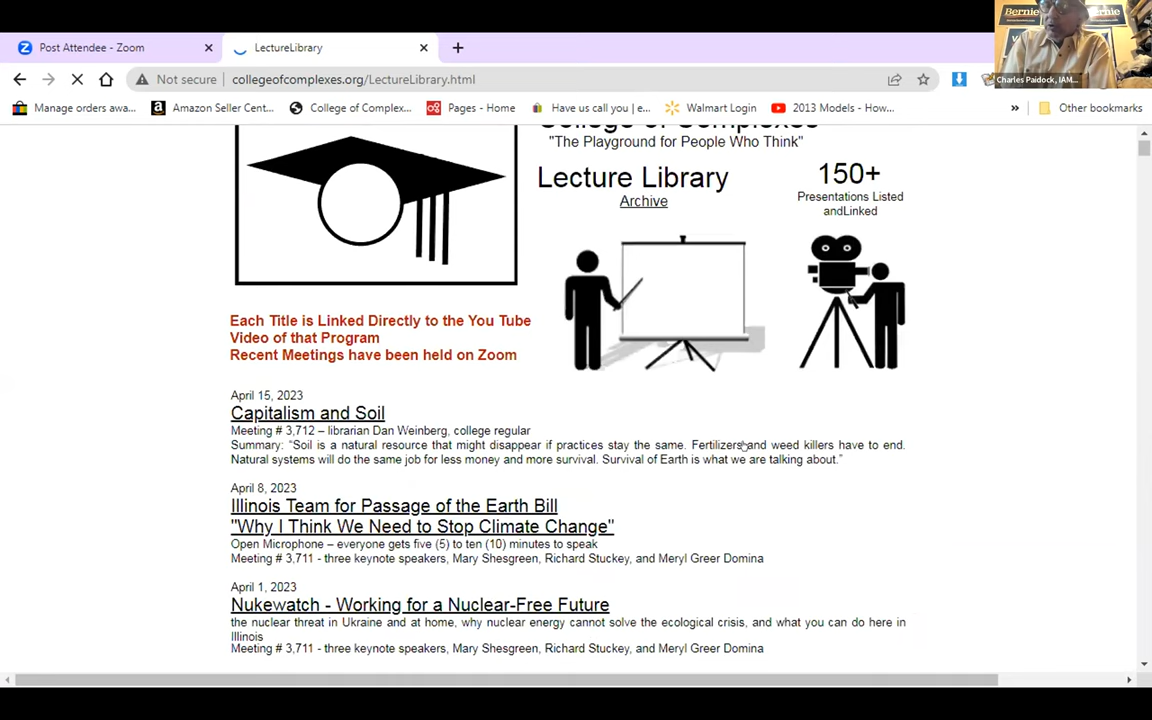 Bernie
Bernie
Charles Paidock, IAM...
Post Attendee - Zoom
LectureLibrary
Not secure
collegeofcomplexes.org/LectureLibrary.html
Manage orders awa...
Amazon Seller Cent...
College of Complex...
Pages - Home
Have us call you | e...
Walmart Login
2013 Models - How...
»
Other bookmarks
College of Complexes
"The Playground for People Who Think"
Lecture Library
Archive
150+
Presentations Listed
andLinked
Each Title is Linked Directly to the You Tube
Video of that Program
Recent Meetings have been held on Zoom
April 15, 2023
Capitalism and Soil
Meeting # 3,712 – librarian Dan Weinberg, college regular
Summary: “Soil is a natural resource that might disappear if practices stay the same. Fertilizers and weed killers have to end.
Natural systems will do the same job for less money and more survival. Survival of Earth is what we are talking about.”
April 8, 2023
Illinois Team for Passage of the Earth Bill
"Why I Think We Need to Stop Climate Change"
Open Microphone – everyone gets five (5) to ten (10) minutes to speak
Meeting # 3,711 - three keynote speakers, Mary Shesgreen, Richard Stuckey, and Meryl Greer Domina
April 1, 2023
Nukewatch - Working for a Nuclear-Free Future
the nuclear threat in Ukraine and at home, why nuclear energy cannot solve the ecological crisis, and what you can do here in
Illinois
Meeting # 3,711 - three keynote speakers, Mary Shesgreen, Richard Stuckey, and Meryl Greer Domina